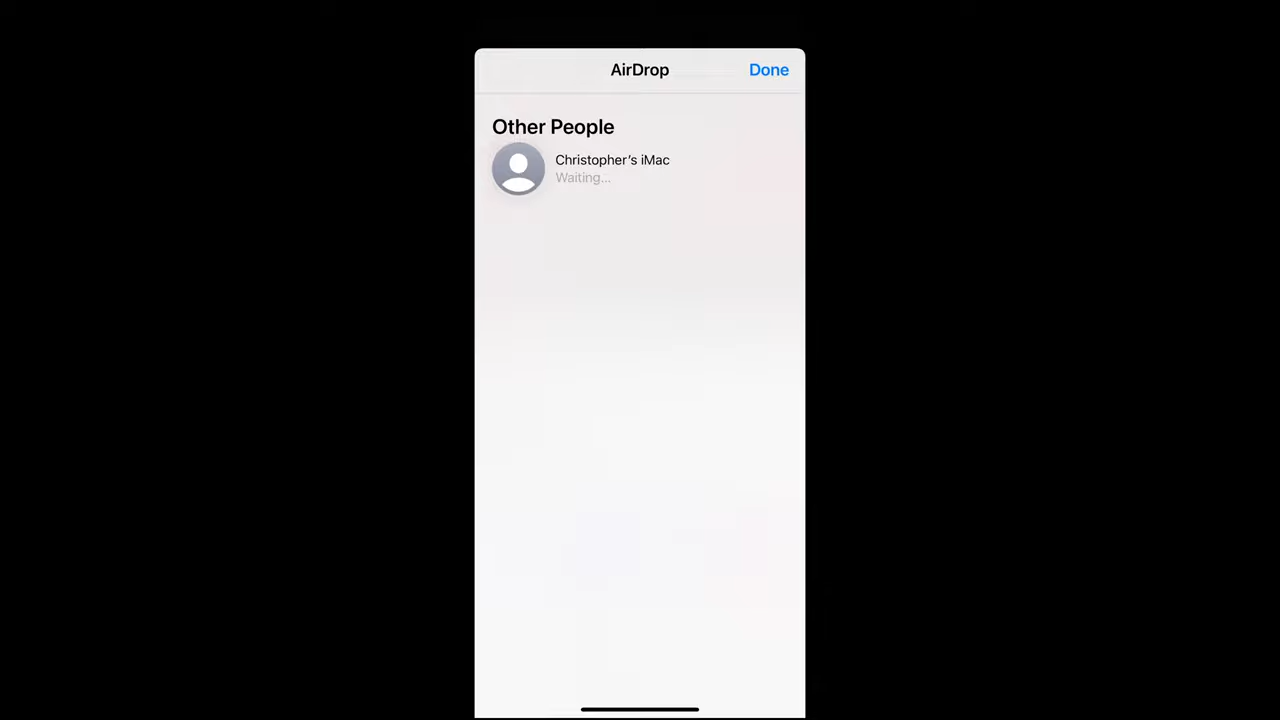 AirDrop
Done
Other People
Christopher’s iMac
Waiting...